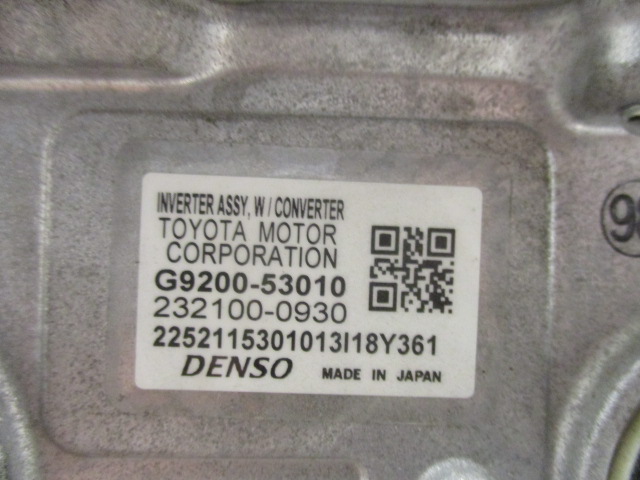 INVERTER ASSY, W / CONVERTER
TOYOTA MOTOR
CORPORATION
G9200-53010
232100-0930
2252115301013I18Y361
DENSO MADE IN JAPAN